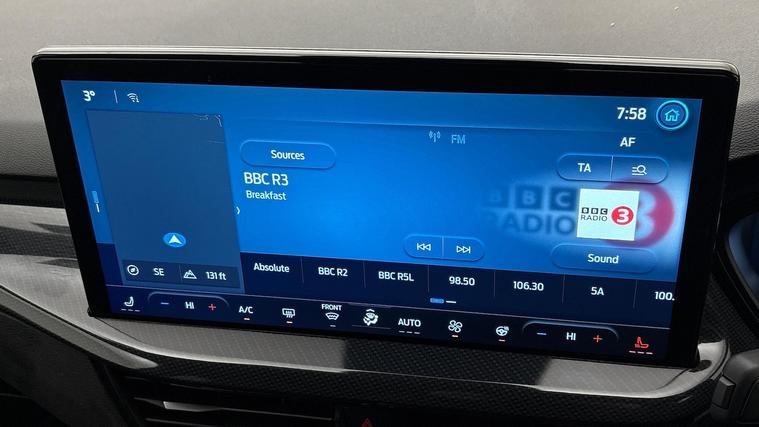 3°
7:58
FM
AF
Sources
TA
BBC R3
Breakfast
BBC
RADIO
BBC
RADIO 3
Sound
SE
131 ft
Absolute
BBC R2
BBC R5L
98.50
106.30
5A
100.
HI
A/C
FRONT
AUTO
HI